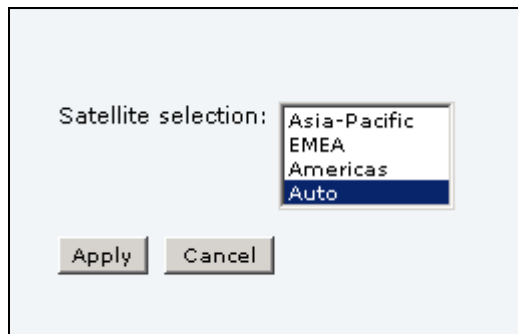 Satellite selection:
Asia-Pacific
EMEA
Americas
Auto
Apply Cancel